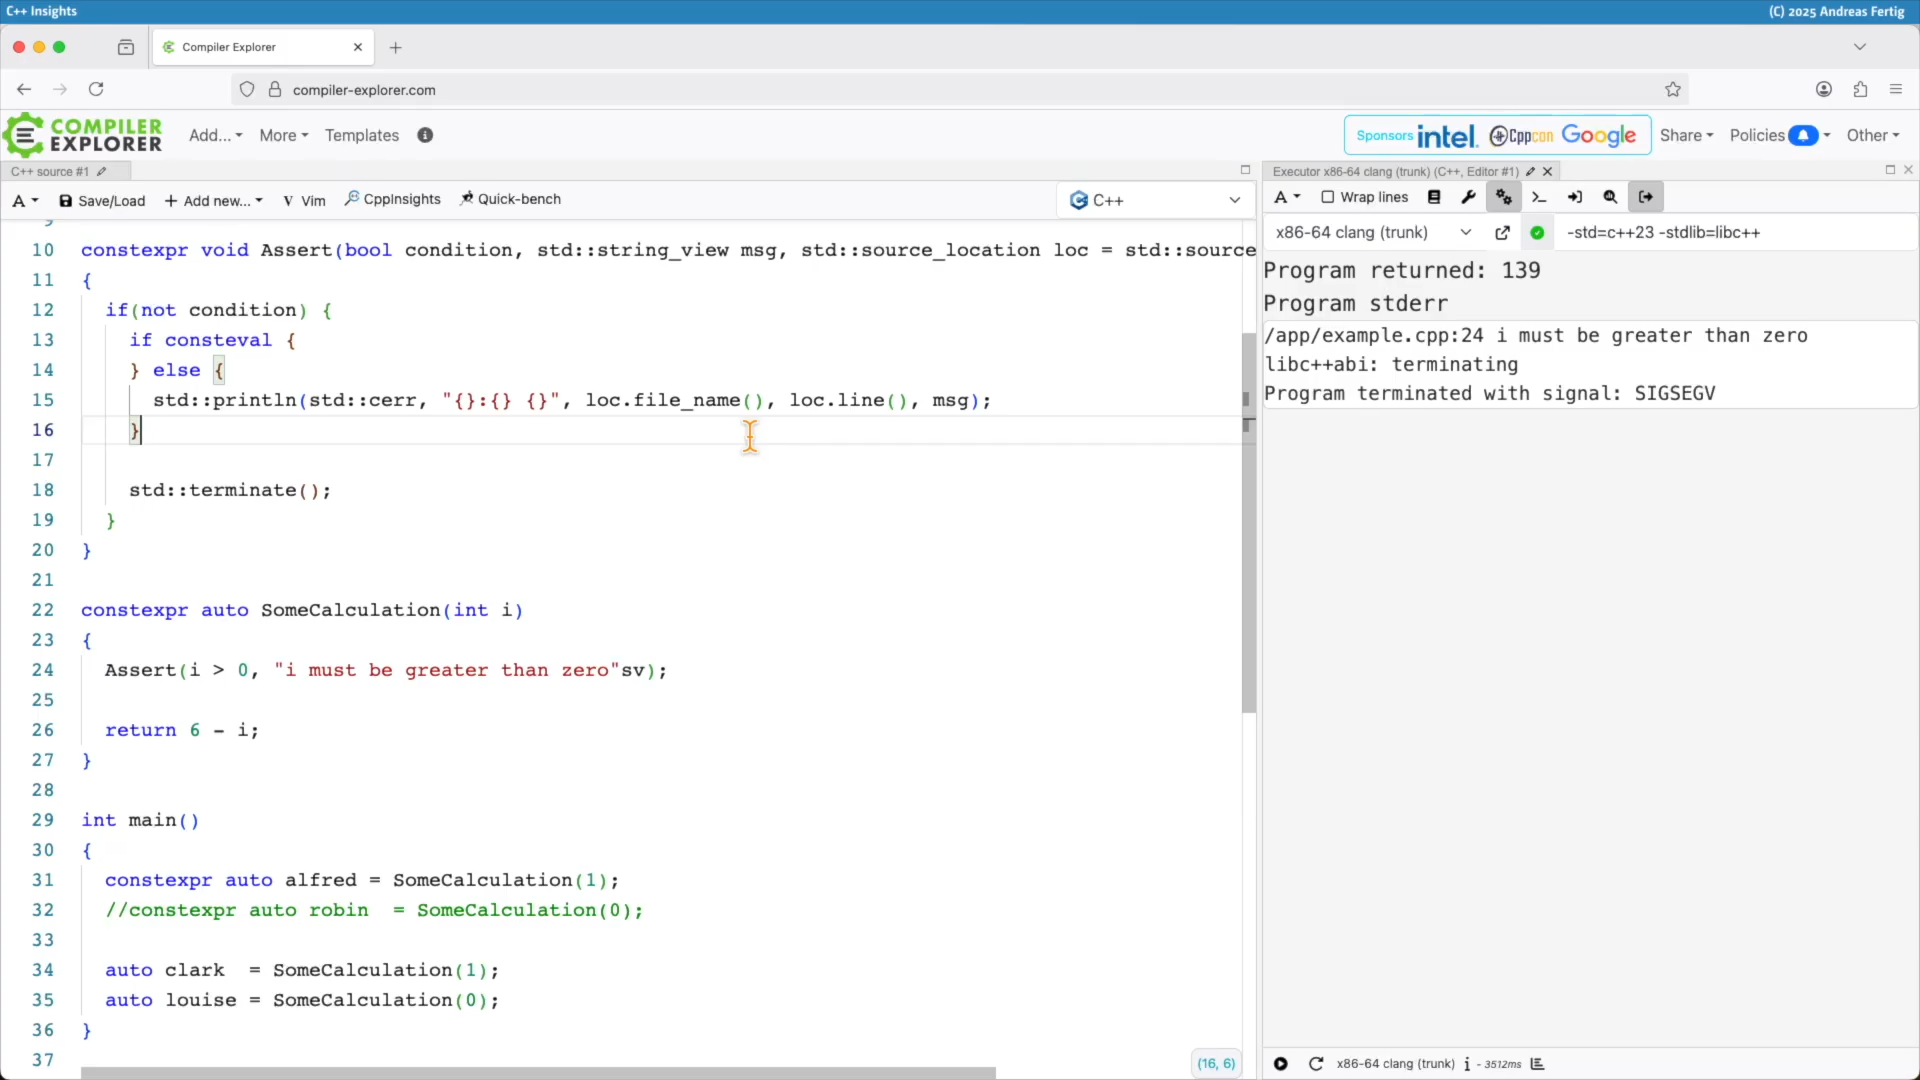 C++ Insights
(C) 2025 Andreas Fertig
Compiler Explorer
compiler-explorer.com
COMPILER EXPLORER
Add...
More
Templates
Sponsors intel. Cppcon Google
Share
Policies
Other
C++ source #1
A
Save/Load
+ Add new...
V Vim
CppInsights
Quick-bench
C++
9
10 constexpr void Assert(bool condition, std::string_view msg, std::source_location loc = std::source
11 {
12 if(not condition) {
13 if consteval {
14 } else {
15 std::println(std::cerr, "{}:{} {}", loc.file_name(), loc.line(), msg);
16 }
17
18 std::terminate();
19 }
20 }
21
22 constexpr auto SomeCalculation(int i)
23 {
24 Assert(i > 0, "i must be greater than zero"sv);
25
26 return 6 - i;
27 }
28
29 int main()
30 {
31 constexpr auto alfred = SomeCalculation(1);
32 //constexpr auto robin  = SomeCalculation(0);
33
34 auto clark  = SomeCalculation(1);
35 auto louise = SomeCalculation(0);
36 }
37
(16, 6)
Executor x86-64 clang (trunk) (C++, Editor #1)
A
Wrap lines
x86-64 clang (trunk)
-std=c++23 -stdlib=libc++
Program returned: 139
Program stderr
/app/example.cpp:24 i must be greater than zero
libc++abi: terminating
Program terminated with signal: SIGSEGV
x86-64 clang (trunk) i - 3512ms